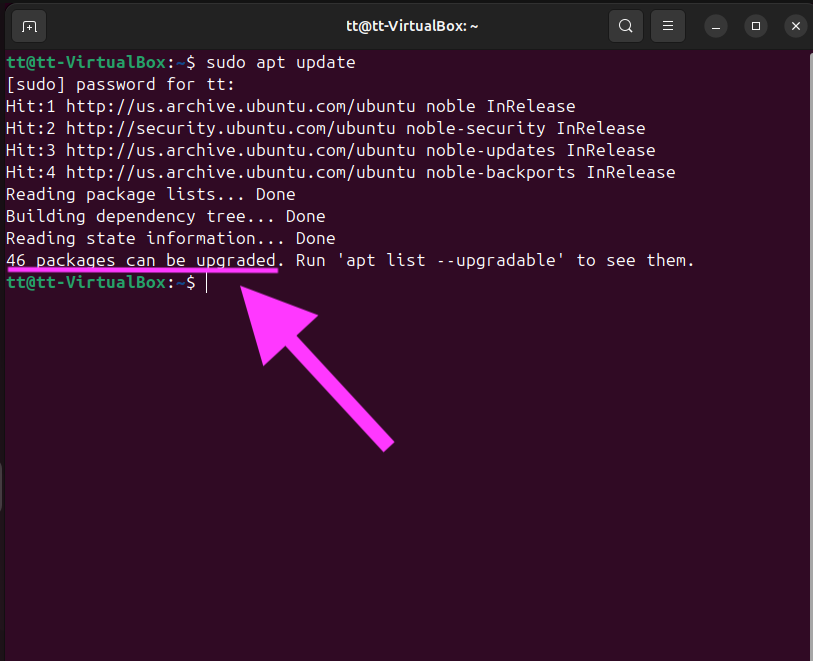 tt@tt-VirtualBox: ~
tt@tt-VirtualBox:~$ sudo apt update
[sudo] password for tt:
Hit:1 http://us.archive.ubuntu.com/ubuntu noble InRelease
Hit:2 http://security.ubuntu.com/ubuntu noble-security InRelease
Hit:3 http://us.archive.ubuntu.com/ubuntu noble-updates InRelease
Hit:4 http://us.archive.ubuntu.com/ubuntu noble-backports InRelease
Reading package lists... Done
Building dependency tree... Done
Reading state information... Done
46 packages can be upgraded. Run 'apt list --upgradable' to see them.
tt@tt-VirtualBox:~$